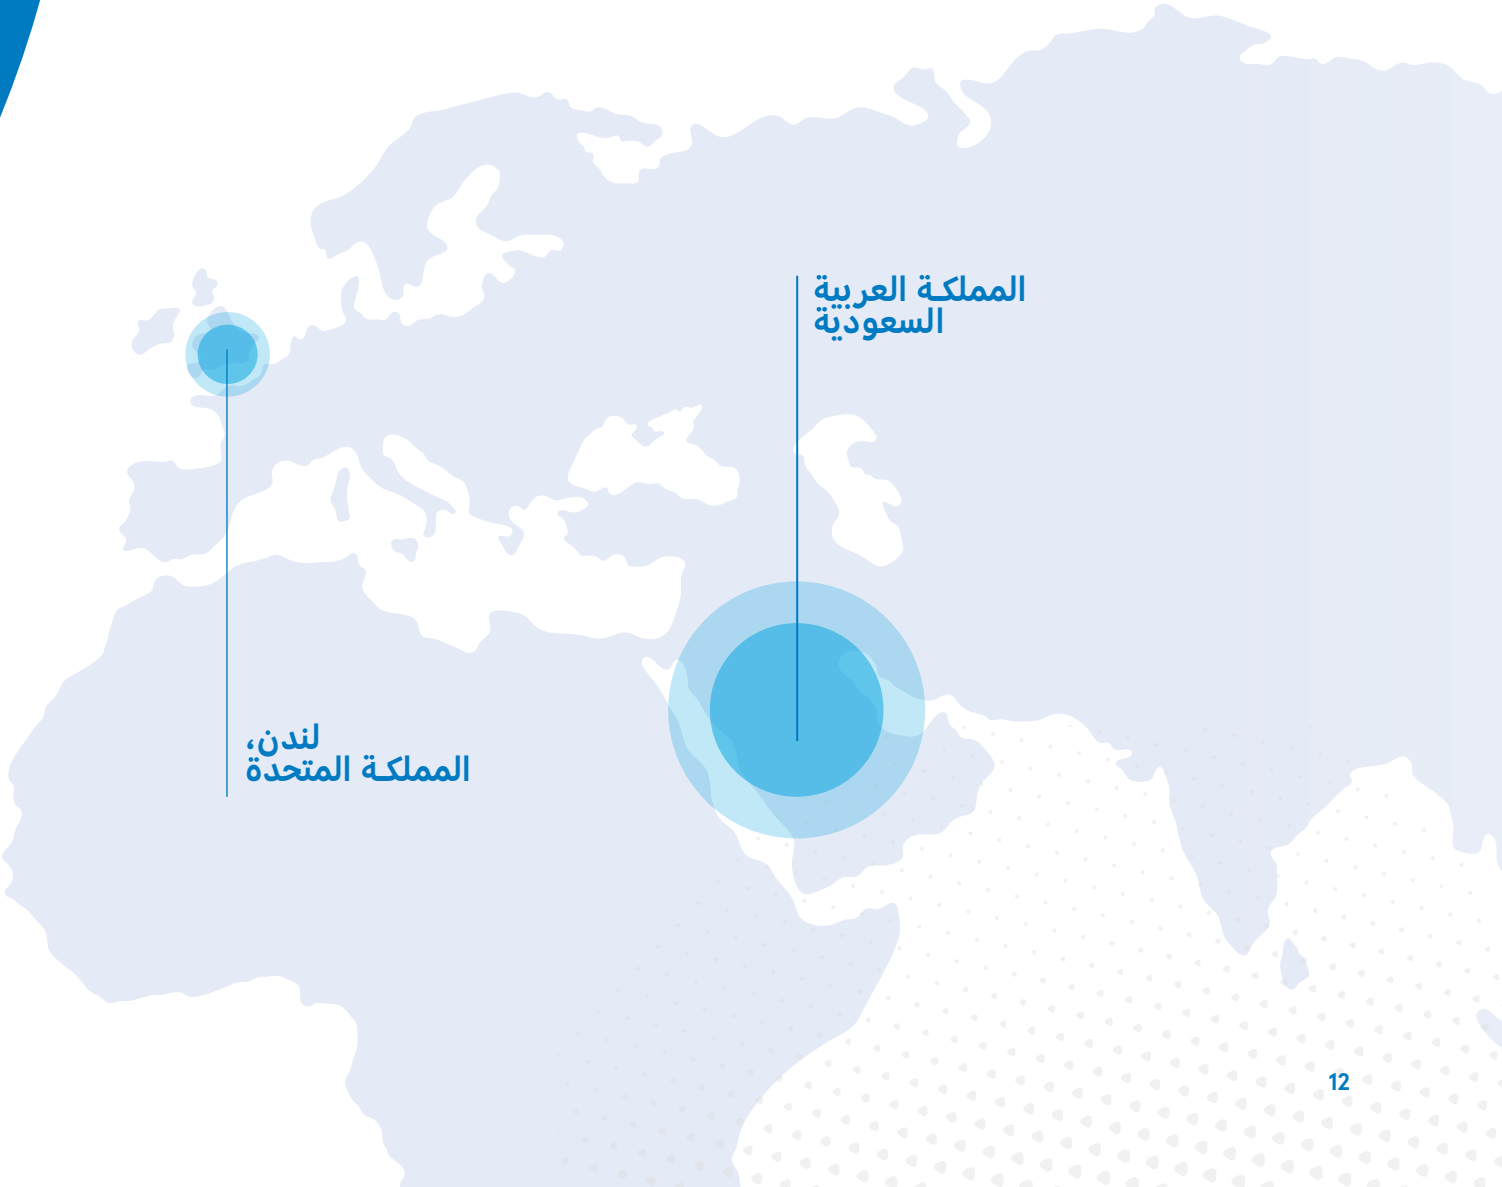 المملكة العربية
السعودية
لندن،
المملكة المتحدة
12